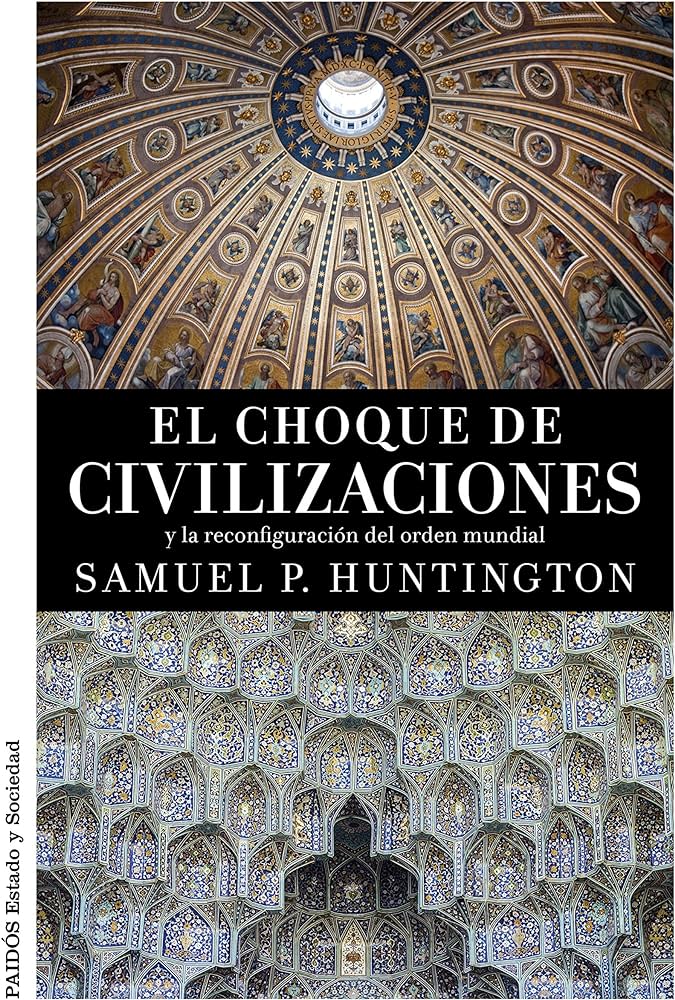 EL CHOQUE DE
CIVILIZACIONES
y la reconfiguración del orden mundial
SAMUEL P. HUNTINGTON
PAIDÓS Estado y Sociedad